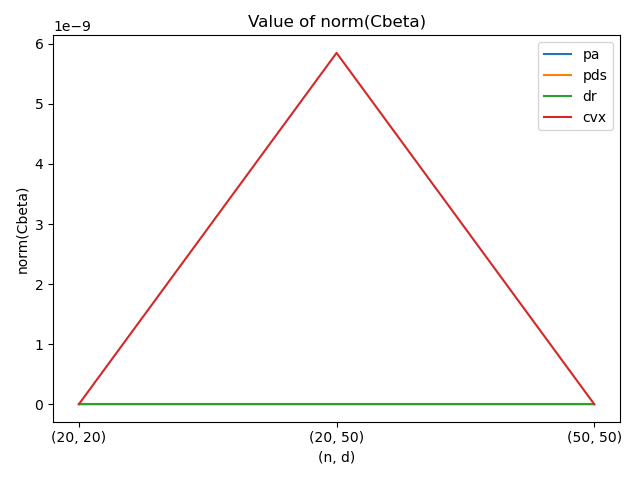 Value of norm(Cbeta)
1e−9
pa
pds
dr
cvx
6
5
4
3
2
1
0
norm(Cbeta)
(20, 20) (20, 50) (50, 50)
(n, d)